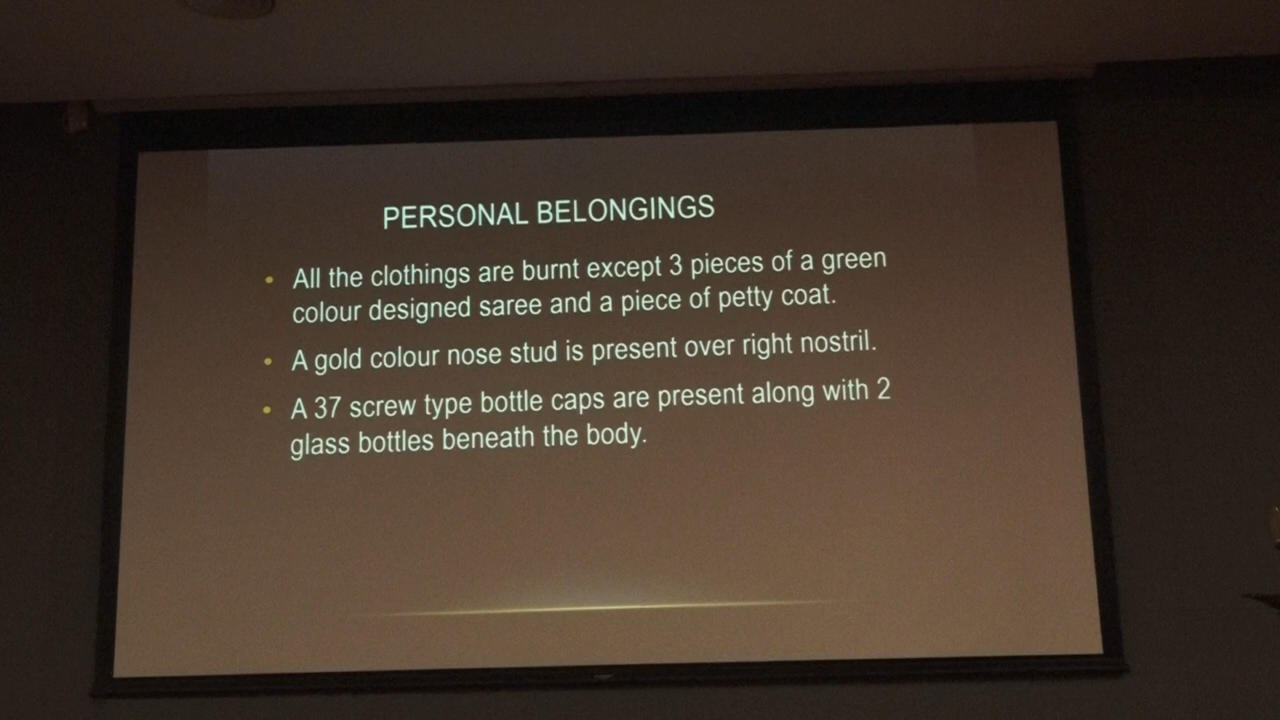 PERSONAL BELONGINGS
• All the clothings are burnt except 3 pieces of a green
colour designed saree and a piece of petty coat.
• A gold colour nose stud is present over right nostril.
• A 37 screw type bottle caps are present along with 2
glass bottles beneath the body.